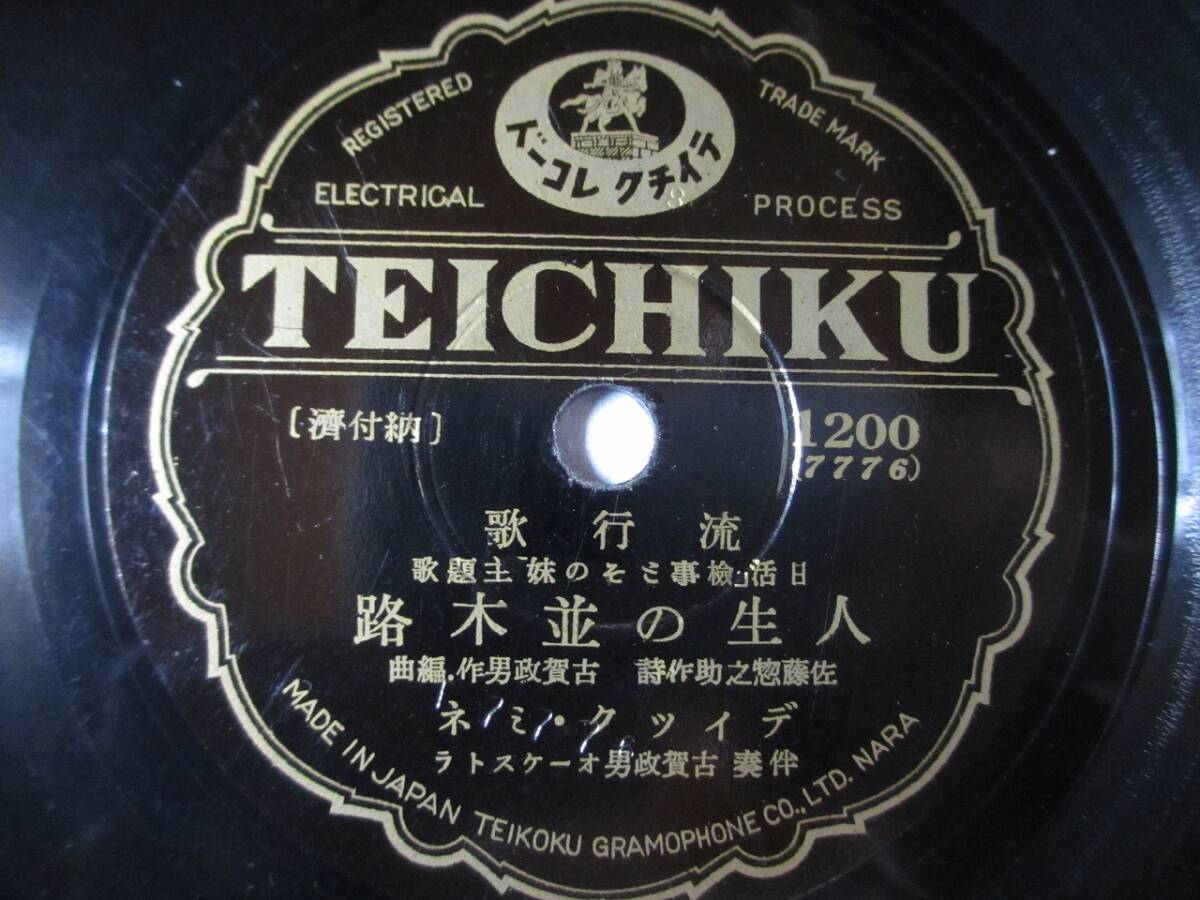 REGISTERED TRADE MARK
テイチクレコード
ELECTRICAL PROCESS
TEICHIKU
〔納付濟〕
1200
(7776)
流行歌
日活「檢事とその妹」主題歌
人生の並木路
佐藤惣之助作詩 古賀政男作.編曲
デイック・ミネ
伴奏 古賀政男オーケストラ
MADE IN JAPAN TEIKOKU GRAMOPHONE CO., LTD. NARA